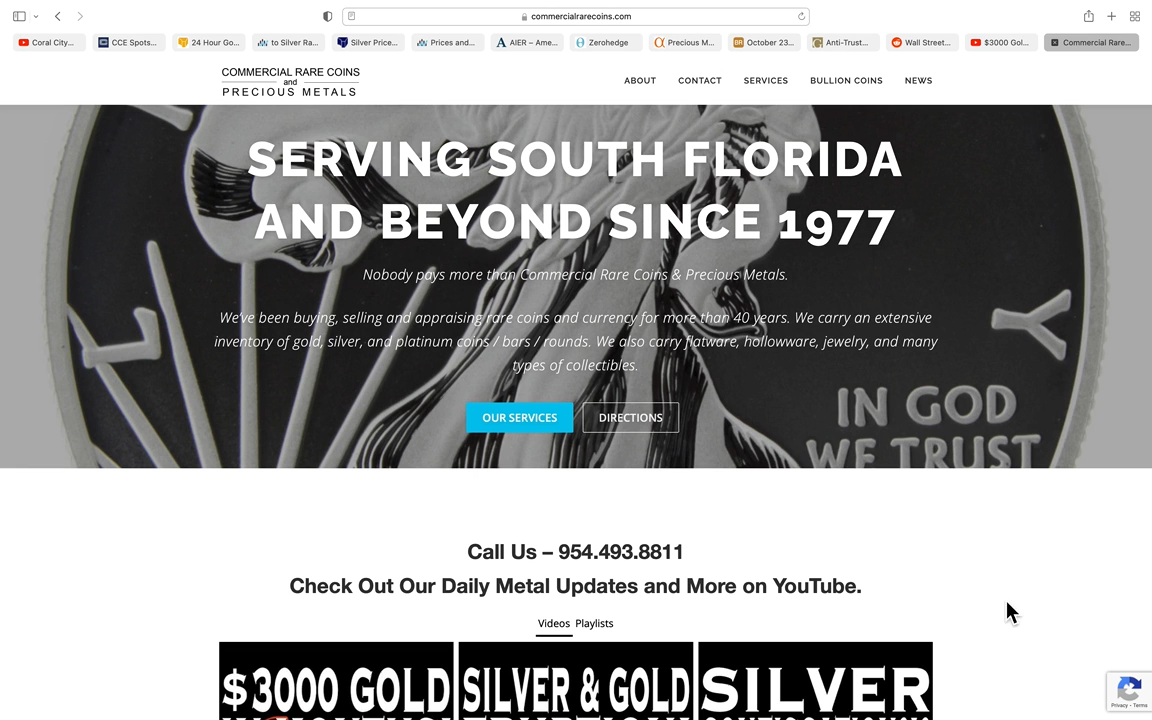 commercialrarecoins.com
Coral City...
CCE Spots...
24 Hour Go...
to Silver Ra...
Silver Price...
Prices and...
AIER – Ame...
Zerohedge
Precious M...
October 23...
Anti-Trust...
Wall Street...
$3000 Gol...
Commercial Rare...
COMMERCIAL RARE COINS
and
PRECIOUS METALS
ABOUT
CONTACT
SERVICES
BULLION COINS
NEWS
SERVING SOUTH FLORIDA
AND BEYOND SINCE 1977
Nobody pays more than Commercial Rare Coins & Precious Metals.
We've been buying, selling and appraising rare coins and currency for more than 40 years. We carry an extensive
inventory of gold, silver, and platinum coins / bars / rounds. We also carry flatware, hollowware, jewelry, and many
types of collectibles.
OUR SERVICES
DIRECTIONS
L
Y
IN GOD
WE TRUST
Call Us – 954.493.8811
Check Out Our Daily Metal Updates and More on YouTube.
Videos Playlists
$3000 GOLD
SILVER & GOLD
SILVER
Privacy - Terms